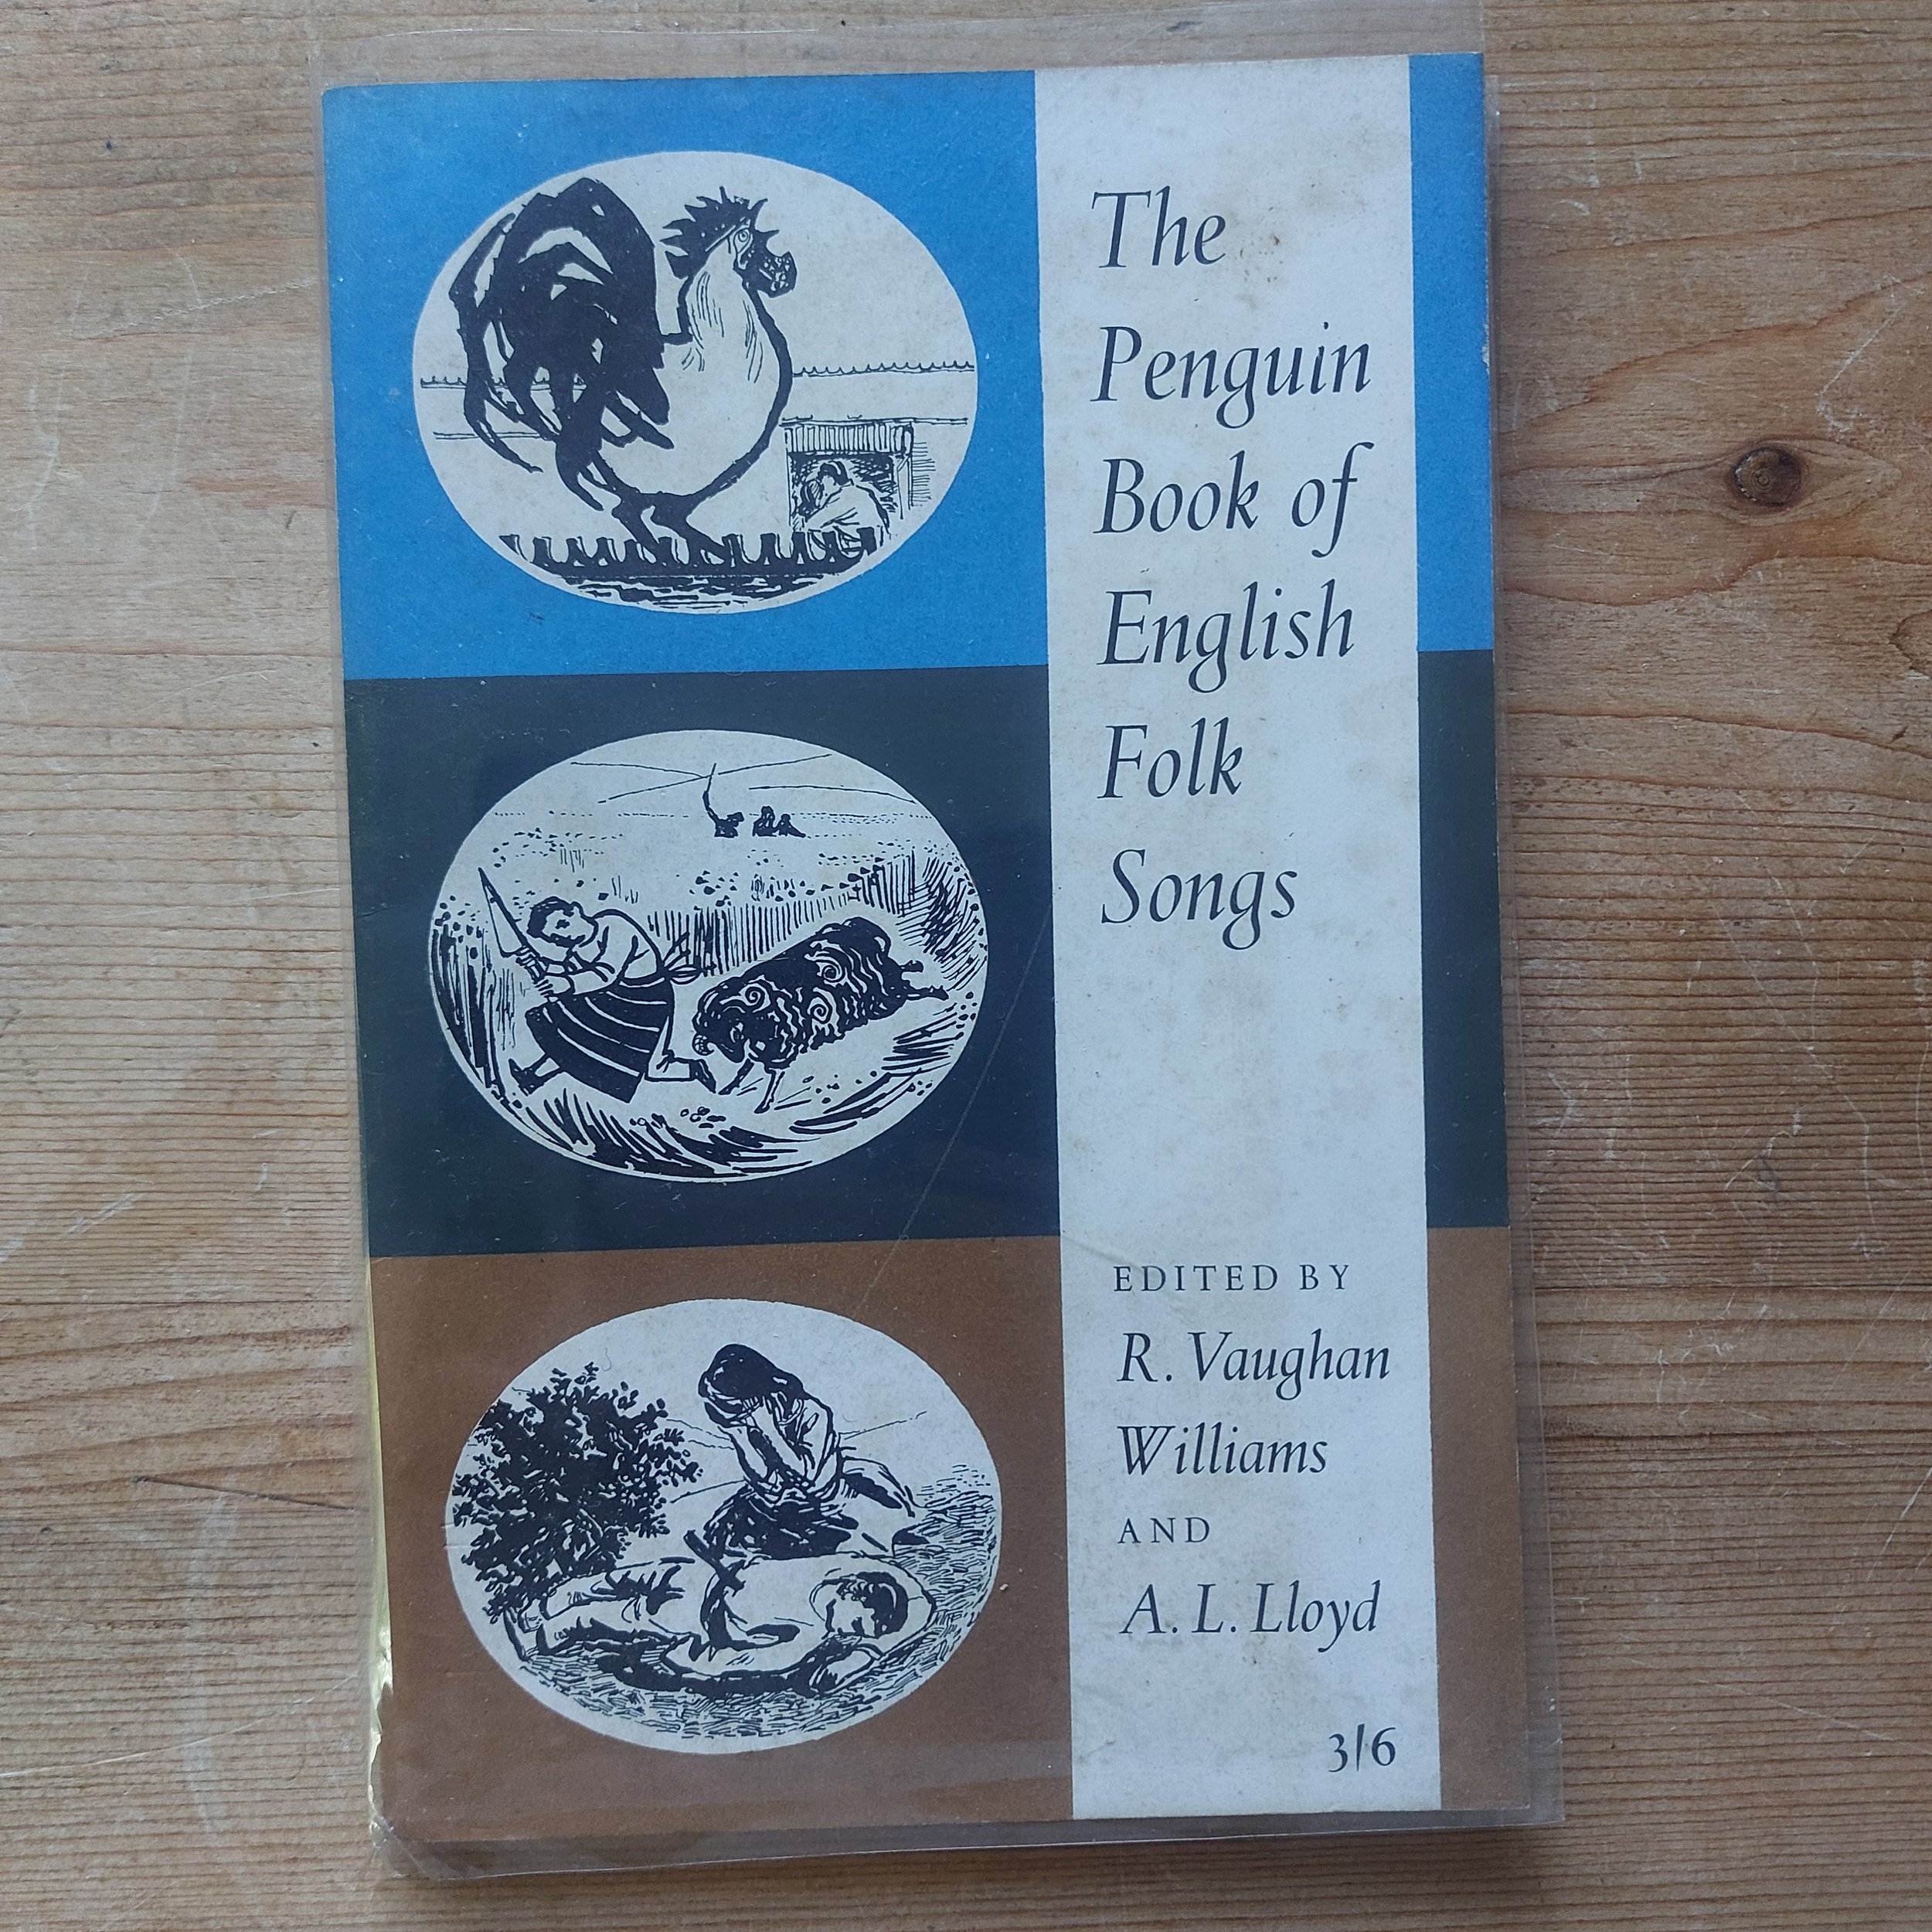 The
Penguin
Book of
English
Folk
Songs
EDITED BY
R. Vaughan
Williams
AND
A. L. Lloyd
3/6